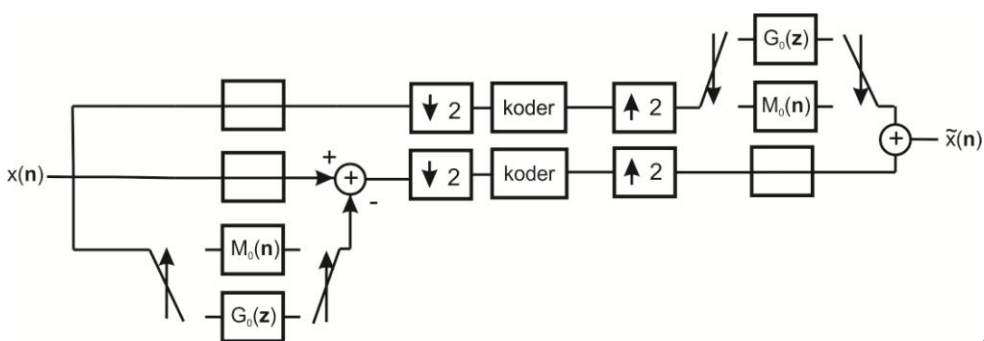 G₀(z)
↓ 2 koder ↑ 2 M₀(n)
+ + x̃(n)
x(n) + ↓ 2 koder ↑ 2
-
M₀(n)
G₀(z)